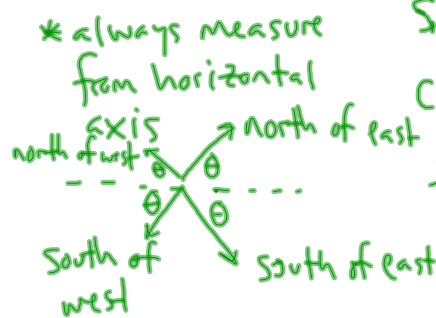 * always measure
from horizontal
axis
north of east
north of west
θ θ
θ θ
South of
west
south of east